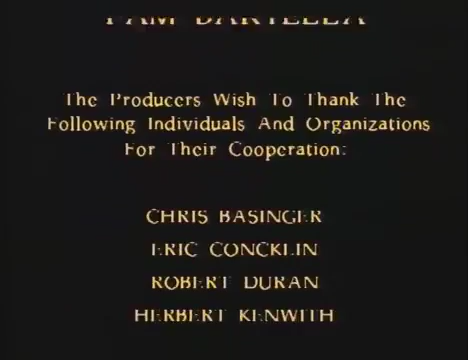 The Producers Wish To Thank The
Following Individuals And Organizations
For Their Cooperation:
CHRIS BASINGER
ERIC CONCKLIN
ROBERT DURAN
HERBERT KENWITH